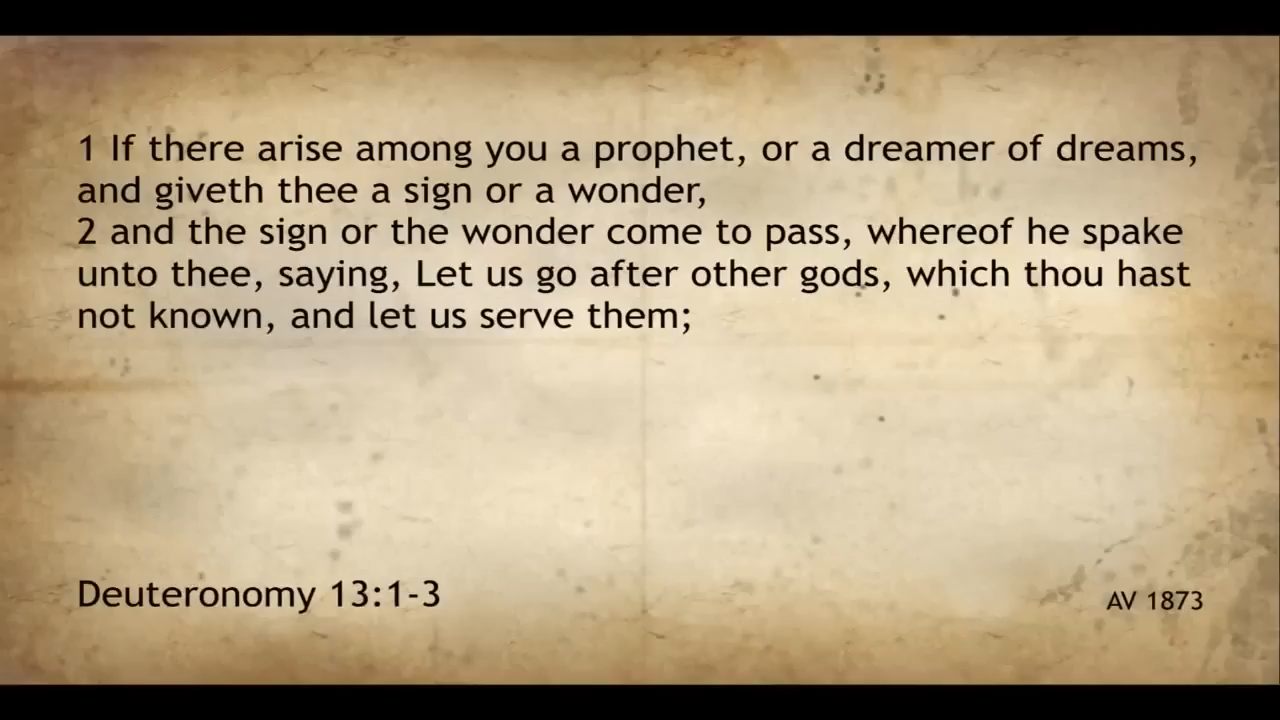 1 If there arise among you a prophet, or a dreamer of dreams,
and giveth thee a sign or a wonder,
2 and the sign or the wonder come to pass, whereof he spake
unto thee, saying, Let us go after other gods, which thou hast
not known, and let us serve them;
Deuteronomy 13:1-3
AV 1873